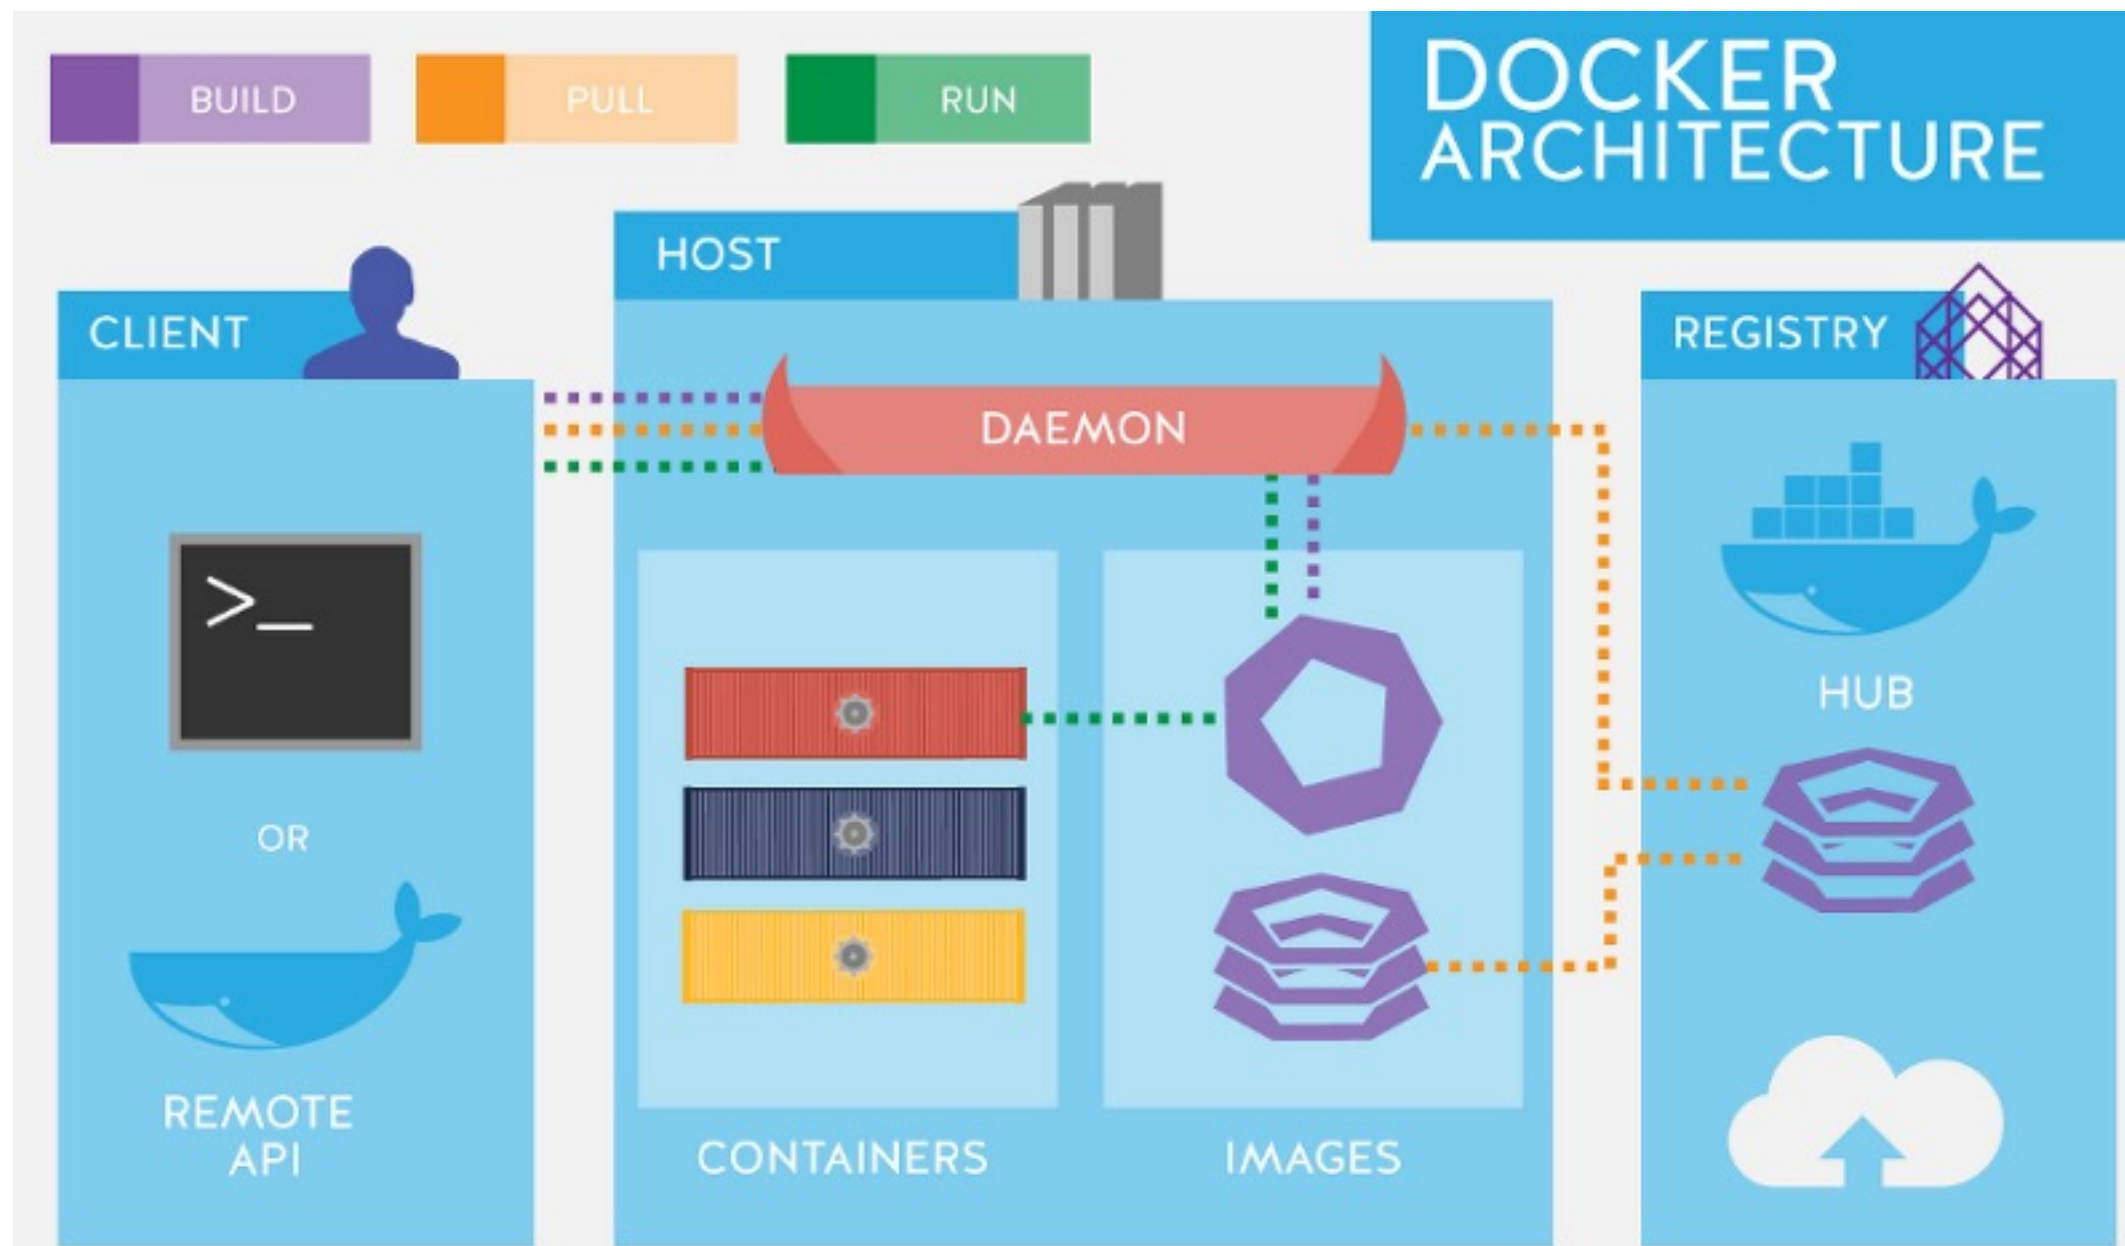 BUILD
PULL
RUN
DOCKER
ARCHITECTURE
CLIENT
HOST
REGISTRY
DAEMON
>_
OR
REMOTE
API
CONTAINERS
IMAGES
HUB